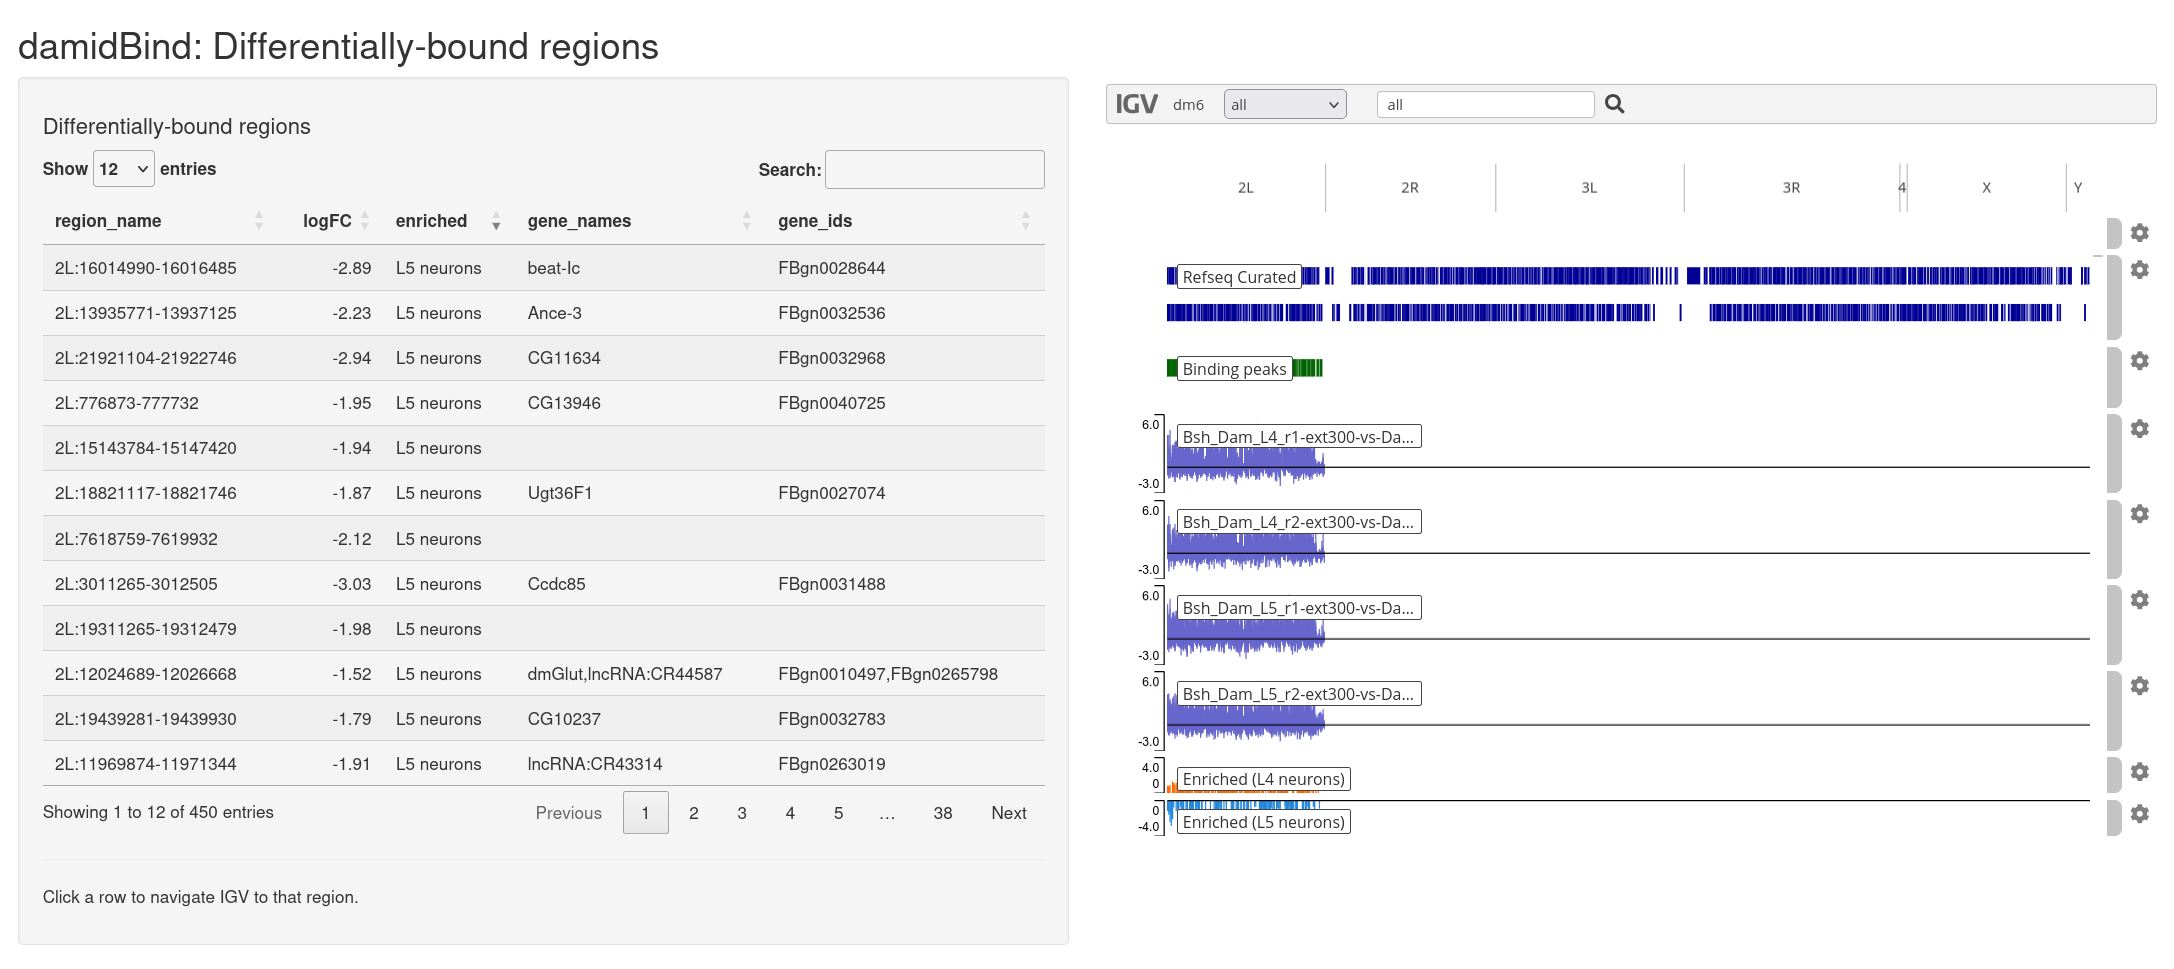 damidBind: Differentially-bound regions
Differentially-bound regions
Show 12 entries Search:
region_name logFC enriched gene_names gene_ids
2L:16014990-16016485 -2.89 L5 neurons beat-Ic FBgn0028644
2L:13935771-13937125 -2.23 L5 neurons Ance-3 FBgn0032536
2L:21921104-21922746 -2.94 L5 neurons CG11634 FBgn0032968
2L:776873-777732 -1.95 L5 neurons CG13946 FBgn0040725
2L:15143784-15147420 -1.94 L5 neurons
2L:18821117-18821746 -1.87 L5 neurons Ugt36F1 FBgn0027074
2L:7618759-7619932 -2.12 L5 neurons
2L:3011265-3012505 -3.03 L5 neurons Ccdc85 FBgn0031488
2L:19311265-19312479 -1.98 L5 neurons
2L:12024689-12026668 -1.52 L5 neurons dmGlut,lncRNA:CR44587 FBgn0010497,FBgn0265798
2L:19439281-19439930 -1.79 L5 neurons CG10237 FBgn0032783
2L:11969874-11971344 -1.91 L5 neurons lncRNA:CR43314 FBgn0263019
Showing 1 to 12 of 450 entries Previous 1 2 3 4 5 … 38 Next
Click a row to navigate IGV to that region.
IGV dm6 all all
2L 2R 3L 3R 4 X Y
Refseq Curated
Binding peaks
6.0
Bsh_Dam_L4_r1-ext300-vs-Da...
-3.0
6.0
Bsh_Dam_L4_r2-ext300-vs-Da...
-3.0
6.0
Bsh_Dam_L5_r1-ext300-vs-Da...
-3.0
6.0
Bsh_Dam_L5_r2-ext300-vs-Da...
-3.0
4.0
Enriched (L4 neurons)
0
0
Enriched (L5 neurons)
-4.0